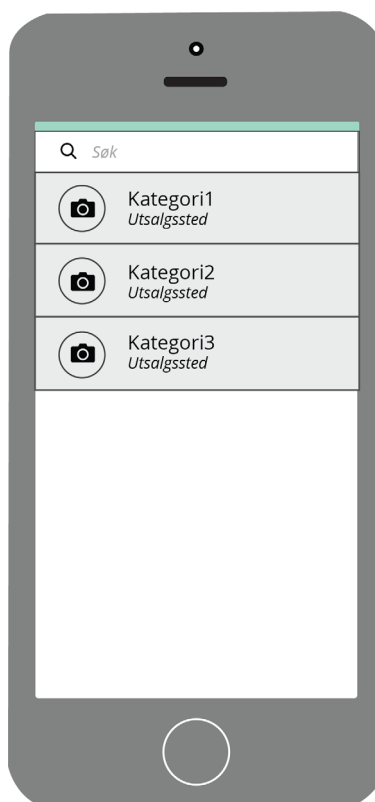 Søk
Kategori1
Utsalgssted
Kategori2
Utsalgssted
Kategori3
Utsalgssted